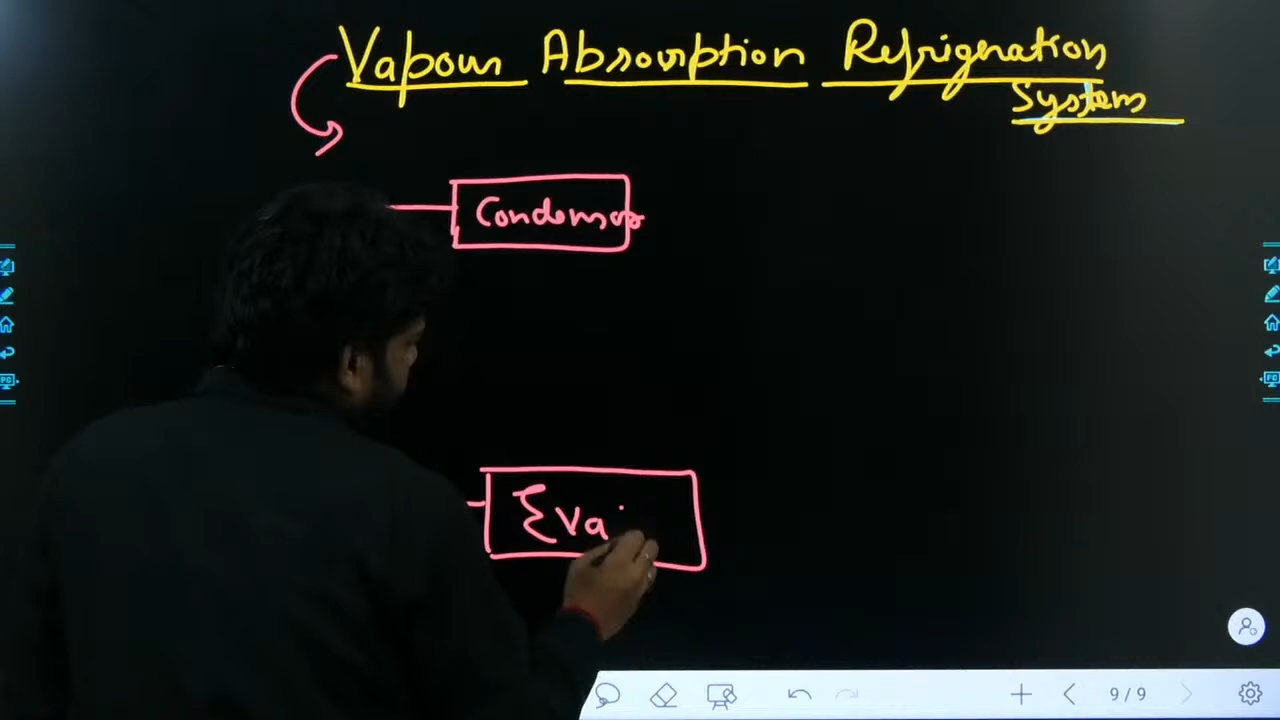 Vapour Absorption Refrigeration
System
Condensor
Eva
9/9